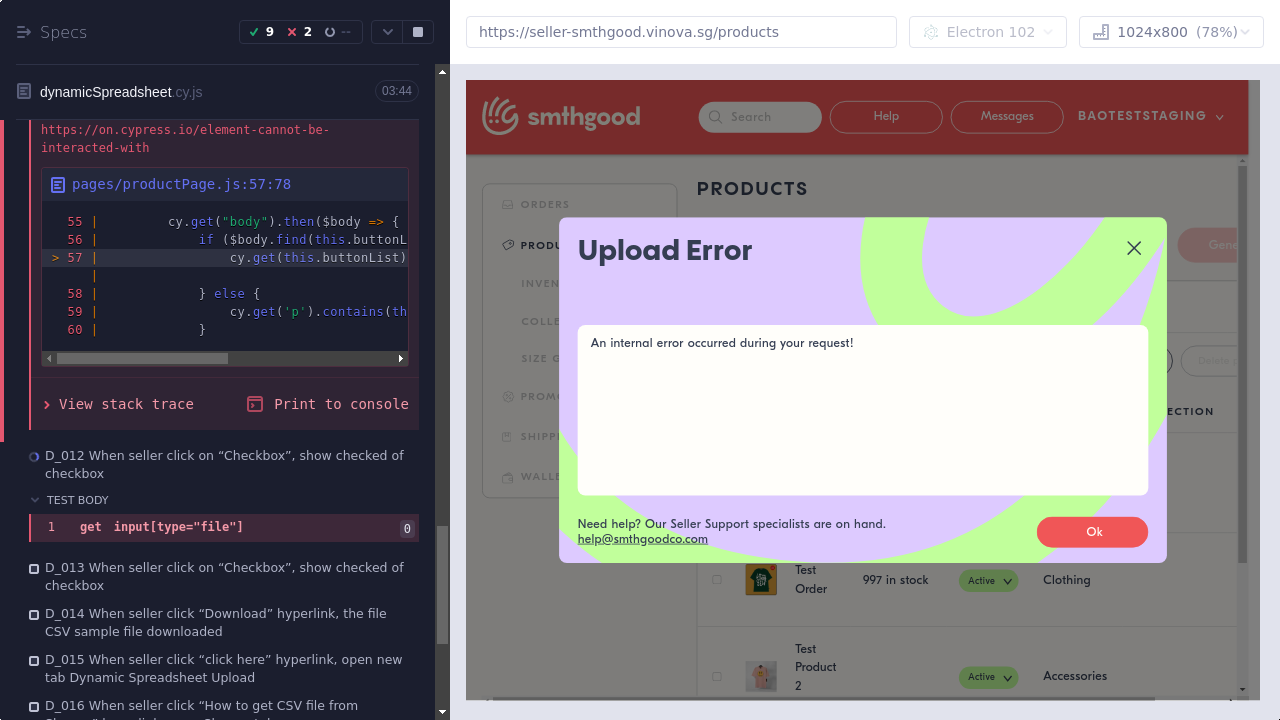 Specs
9 2 --
https://seller-smthgood.vinova.sg/products
Electron 102
1024x800 (78%)
dynamicSpreadsheet.cy.js
03:44
https://on.cypress.io/element-cannot-be-
interacted-with
pages/productPage.js:57:78
55 | cy.get("body").then($body => {
56 | if ($body.find(this.buttonL
> 57 | cy.get(this.buttonList)
|
58 | } else {
59 | cy.get('p').contains(th
60 | }
View stack trace
Print to console
D_012 When seller click on “Checkbox”, show checked of
checkbox
TEST BODY
1 get input[type="file"] 0
D_013 When seller click on “Checkbox”, show checked of
checkbox
D_014 When seller click “Download” hyperlink, the file
CSV sample file downloaded
D_015 When seller click “click here” hyperlink, open new
tab Dynamic Spreadsheet Upload
D_016 When seller click “How to get CSV file from
smthgood
Search
Help
Messages
BAOTESTSTAGING
PRODUCTS
ORDERS
PRODU
INVEN
COLLE
SIZE G
PROMO
SHIPPI
WALLE
Gene
Delete
ECTION
Upload Error
An internal error occurred during your request!
Need help? Our Seller Support specialists are on hand.
help@smthgoodco.com
Ok
Test
Order
997 in stock
Active
Clothing
Test
Product
2
Active
Accessories